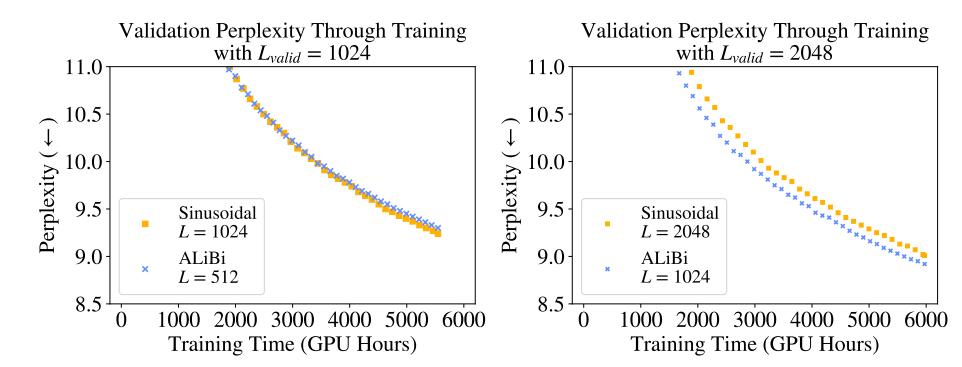 Validation Perplexity Through Training
with L_valid = 1024
11.0
10.5
10.0
9.5
9.0
8.5
Perplexity (←)
Sinusoidal
L = 1024
ALiBi
L = 512
0 1000 2000 3000 4000 5000 6000
Training Time (GPU Hours)
Validation Perplexity Through Training
with L_valid = 2048
11.0
10.5
10.0
9.5
9.0
8.5
Perplexity (←)
Sinusoidal
L = 2048
ALiBi
L = 1024
0 1000 2000 3000 4000 5000 6000
Training Time (GPU Hours)